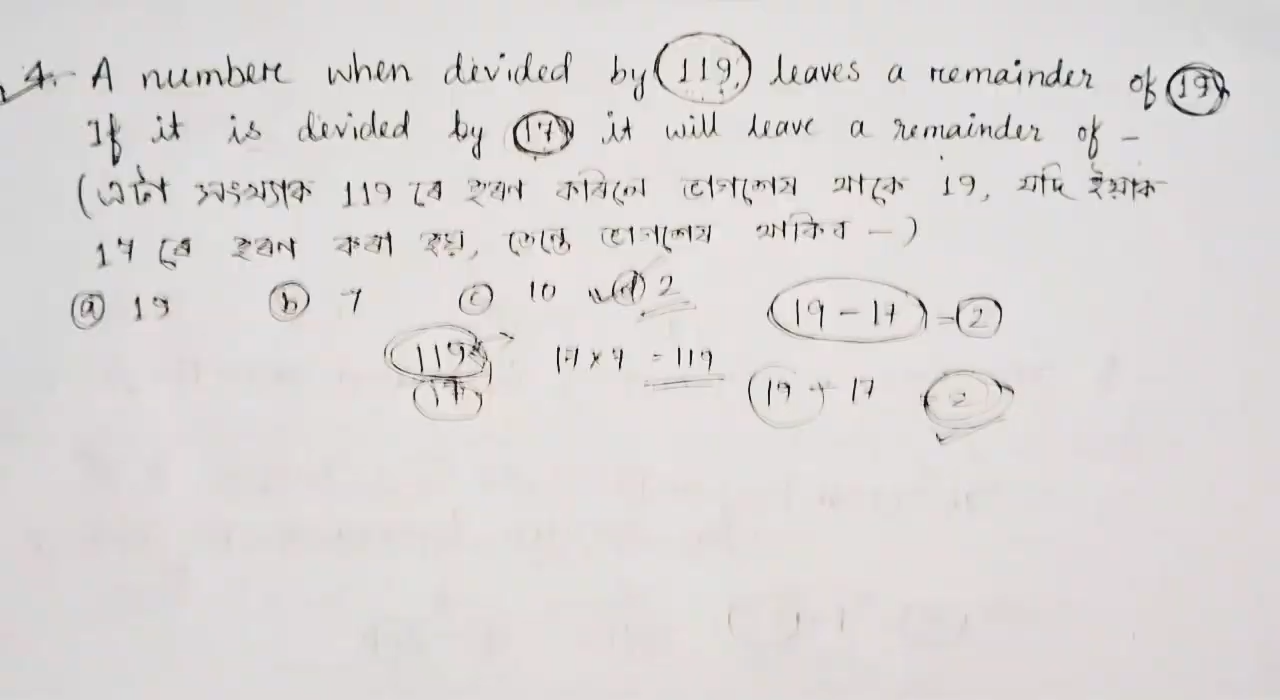 4. A number when devided by 119, leaves a remainder of 19,
If it is devided by 17, it will leave a remainder of -
(এটা সংখ্যাক 119 ৰে হৰণ কৰিলে ভাগশেষ থাকে 19, যদি ইয়াক
17 ৰে হৰণ কৰা হয়, তেন্তে ভাগশেষ থাকিব - )
(a) 19 (b) 7 (c) 10 (d) 2
(19 - 17) = 2
119 17 x 7 = 119
17
19 ÷ 17 2